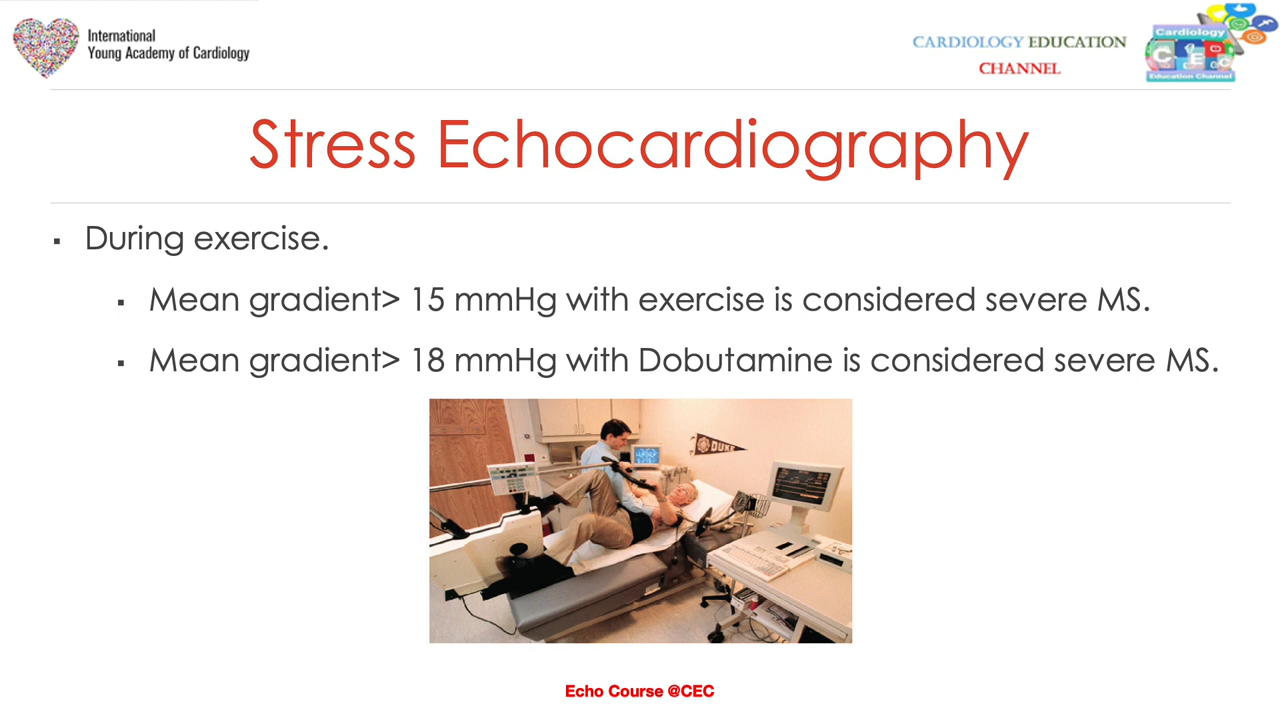 International
Young Academy of Cardiology
CARDIOLOGY EDUCATION
CHANNEL
Cardiology
C E P C
Education Channel
Stress Echocardiography
▪ During exercise.
▪ Mean gradient> 15 mmHg with exercise is considered severe MS.
▪ Mean gradient> 18 mmHg with Dobutamine is considered severe MS.
DUKE
Echo Course @CEC